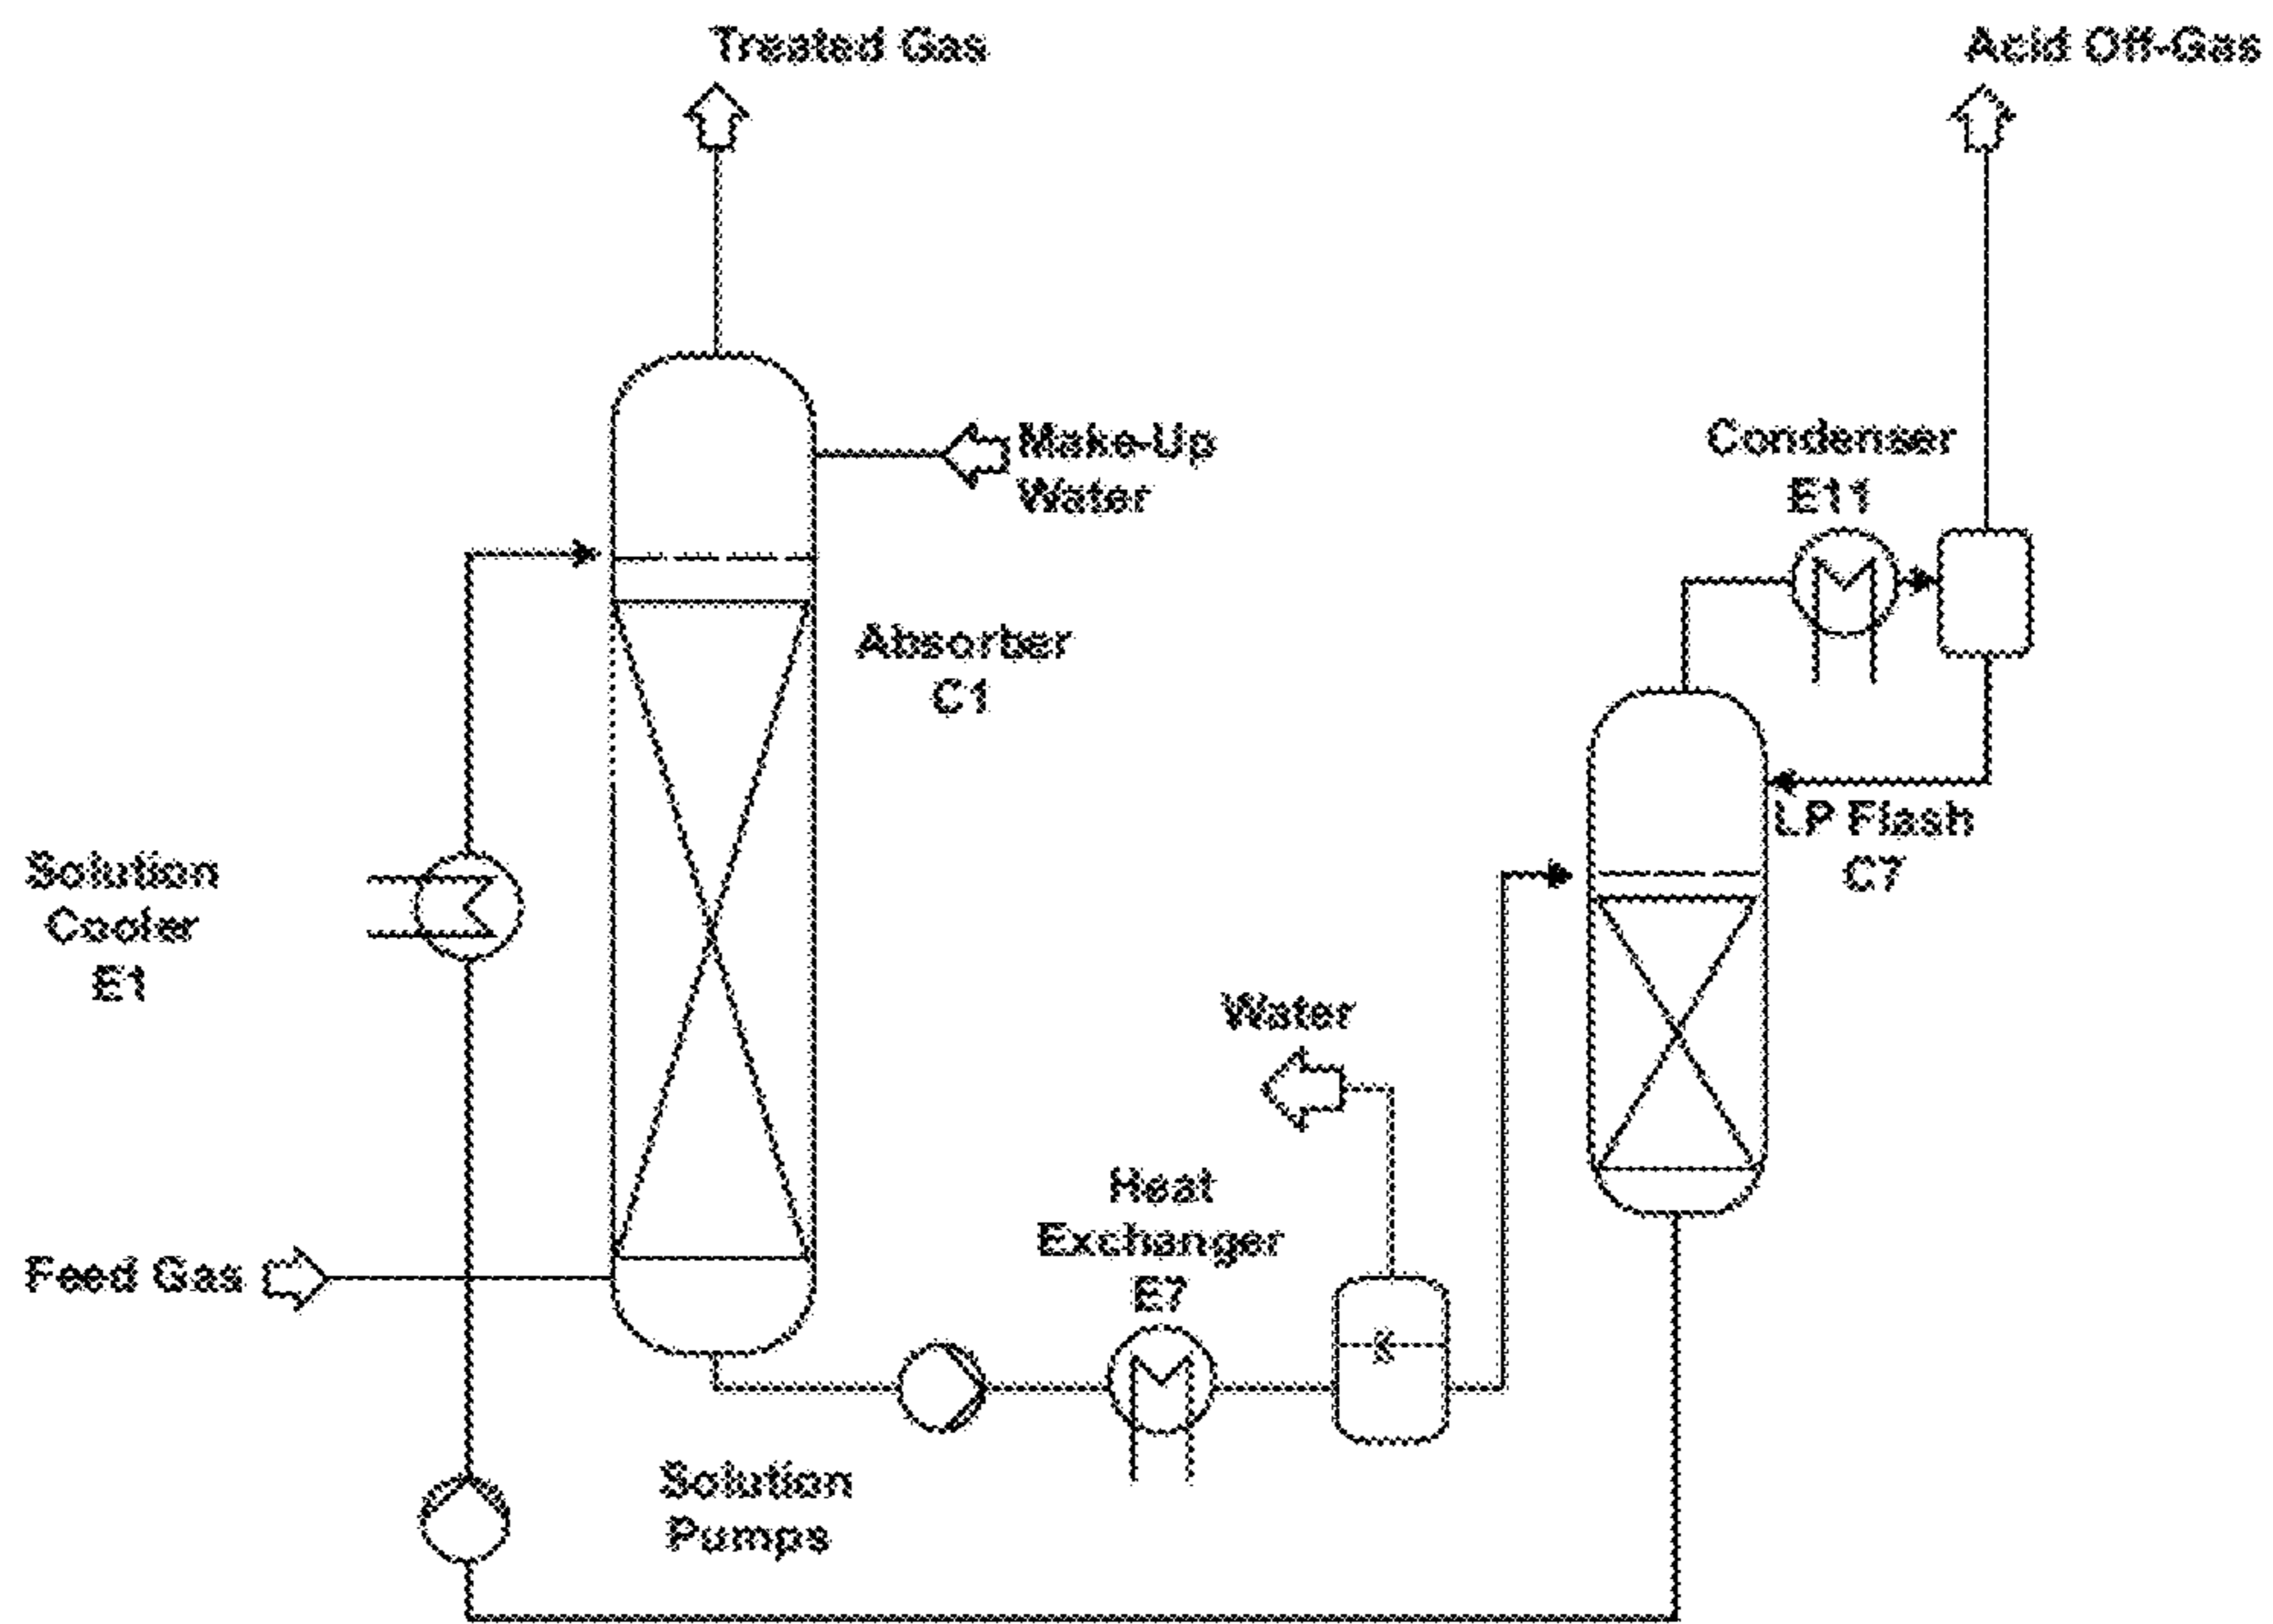 Treated Gas
Acid Off-Gas
Make-Up
Water
Condenser
E11
Absorber
C1
LP Flash
C7
Solution
Cooler
E1
Water
Heat
Exchanger
E7
Feed Gas
Solution
Pumps